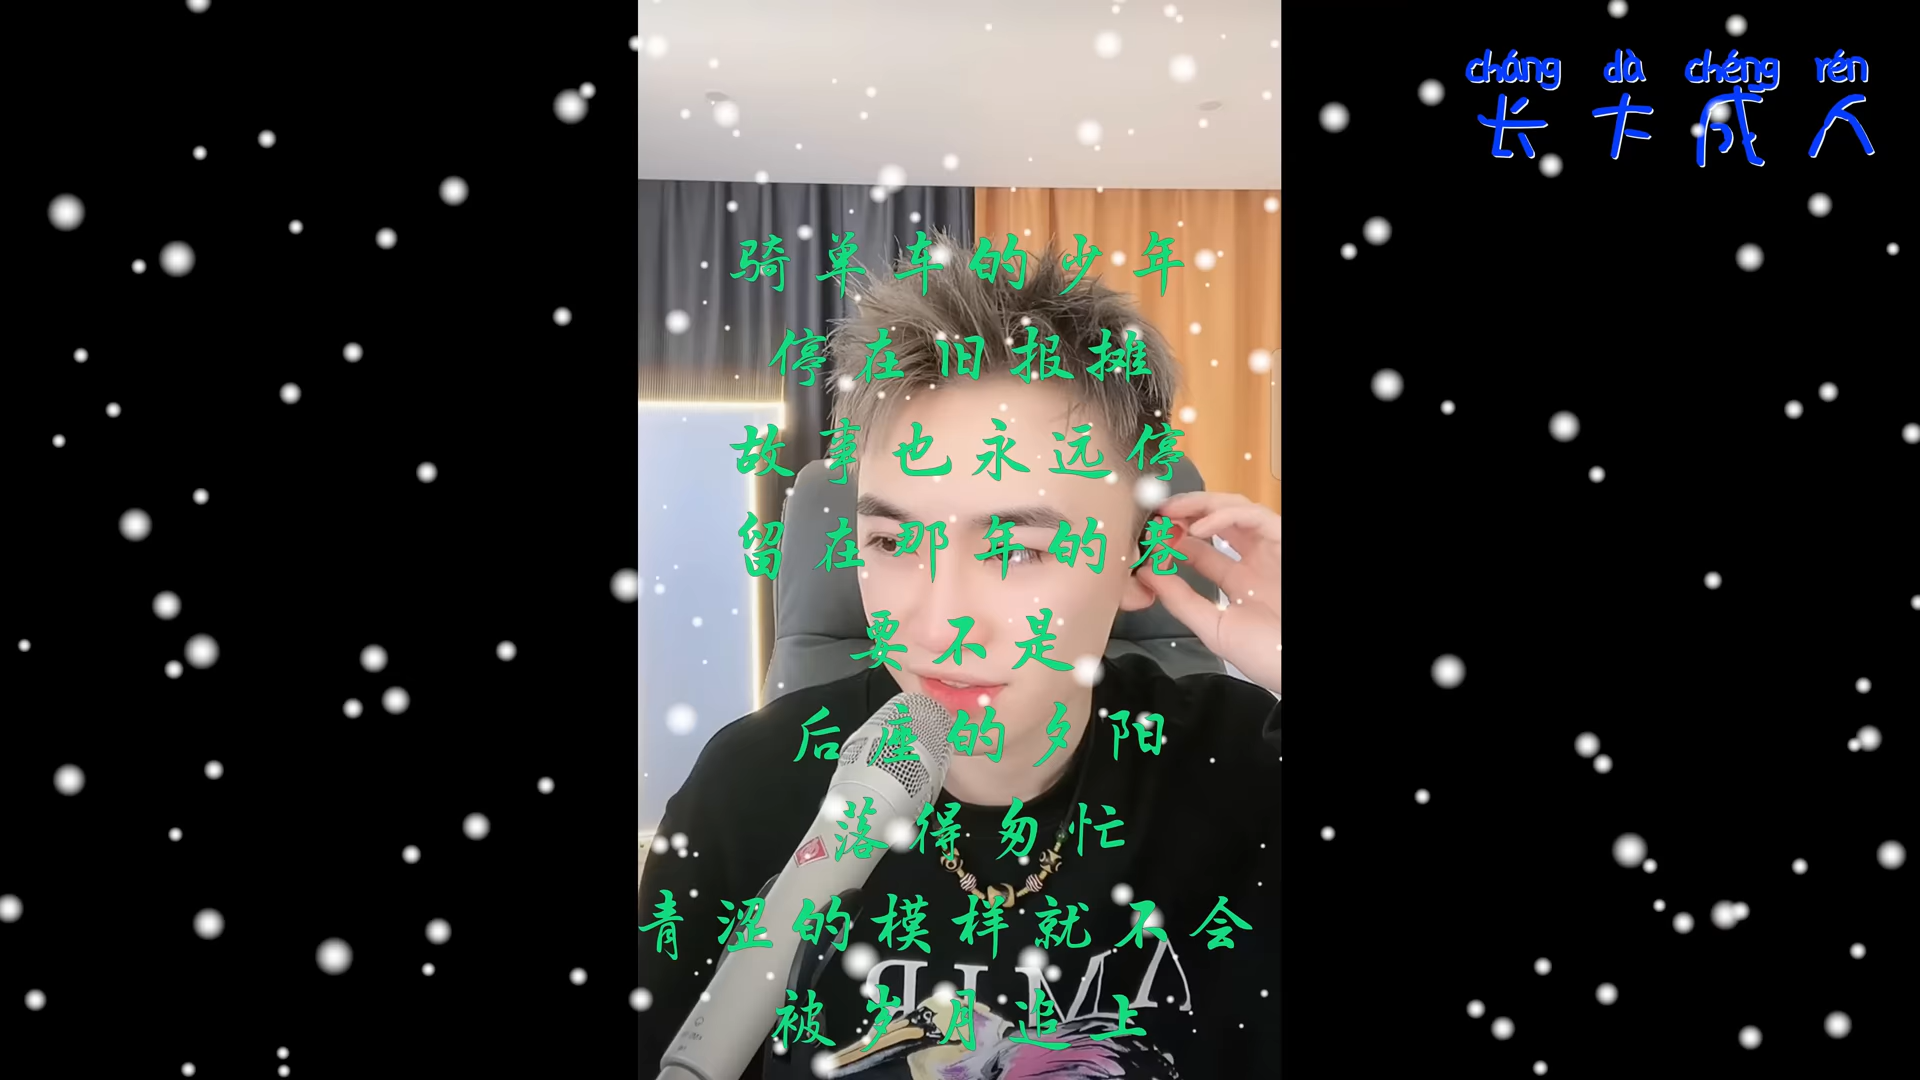 cháng dà chéng rén
长大成人
骑单车的少年
停在旧报摊
故事也永远停
留在那年的巷
要不是
后座的夕阳
落得匆忙
青涩的模样就不会
AMIR
被岁月追上